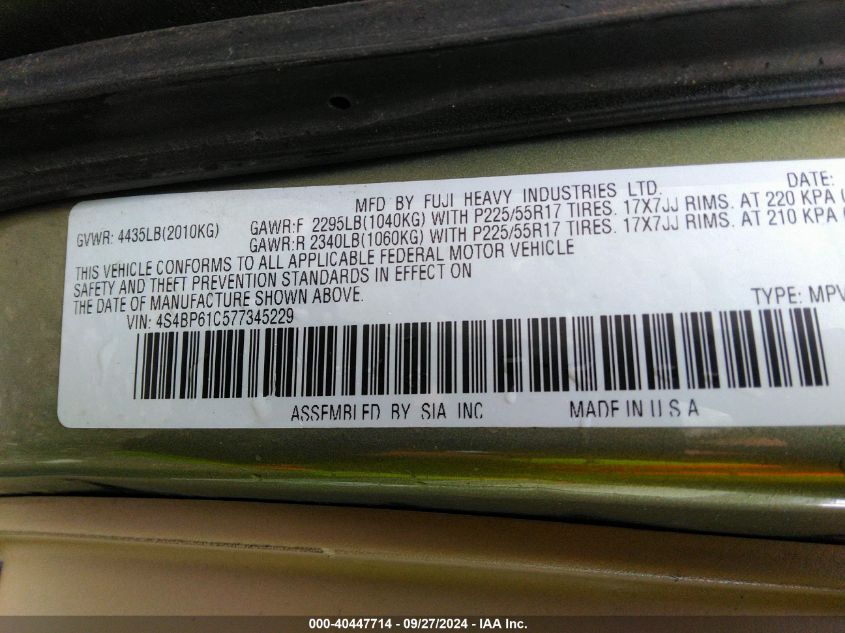 MFD BY FUJI HEAVY INDUSTRIES LTD. DATE:
GVWR: 4435LB(2010KG) GAWR:F 2295LB(1040KG) WITH P225/55R17 TIRES. 17X7JJ RIMS. AT 220 KPA (
GAWR:R 2340LB(1060KG) WITH P225/55R17 TIRES. 17X7JJ RIMS. AT 210 KPA (
THIS VEHICLE CONFORMS TO ALL APPLICABLE FEDERAL MOTOR VEHICLE
SAFETY AND THEFT PREVENTION STANDARDS IN EFFECT ON
THE DATE OF MANUFACTURE SHOWN ABOVE.
VIN: 4S4BP61C577345229 TYPE: MPV
ASSEMBLED BY SIA INC MADE IN U S A
000-40447714 - 09/27/2024 - IAA Inc.